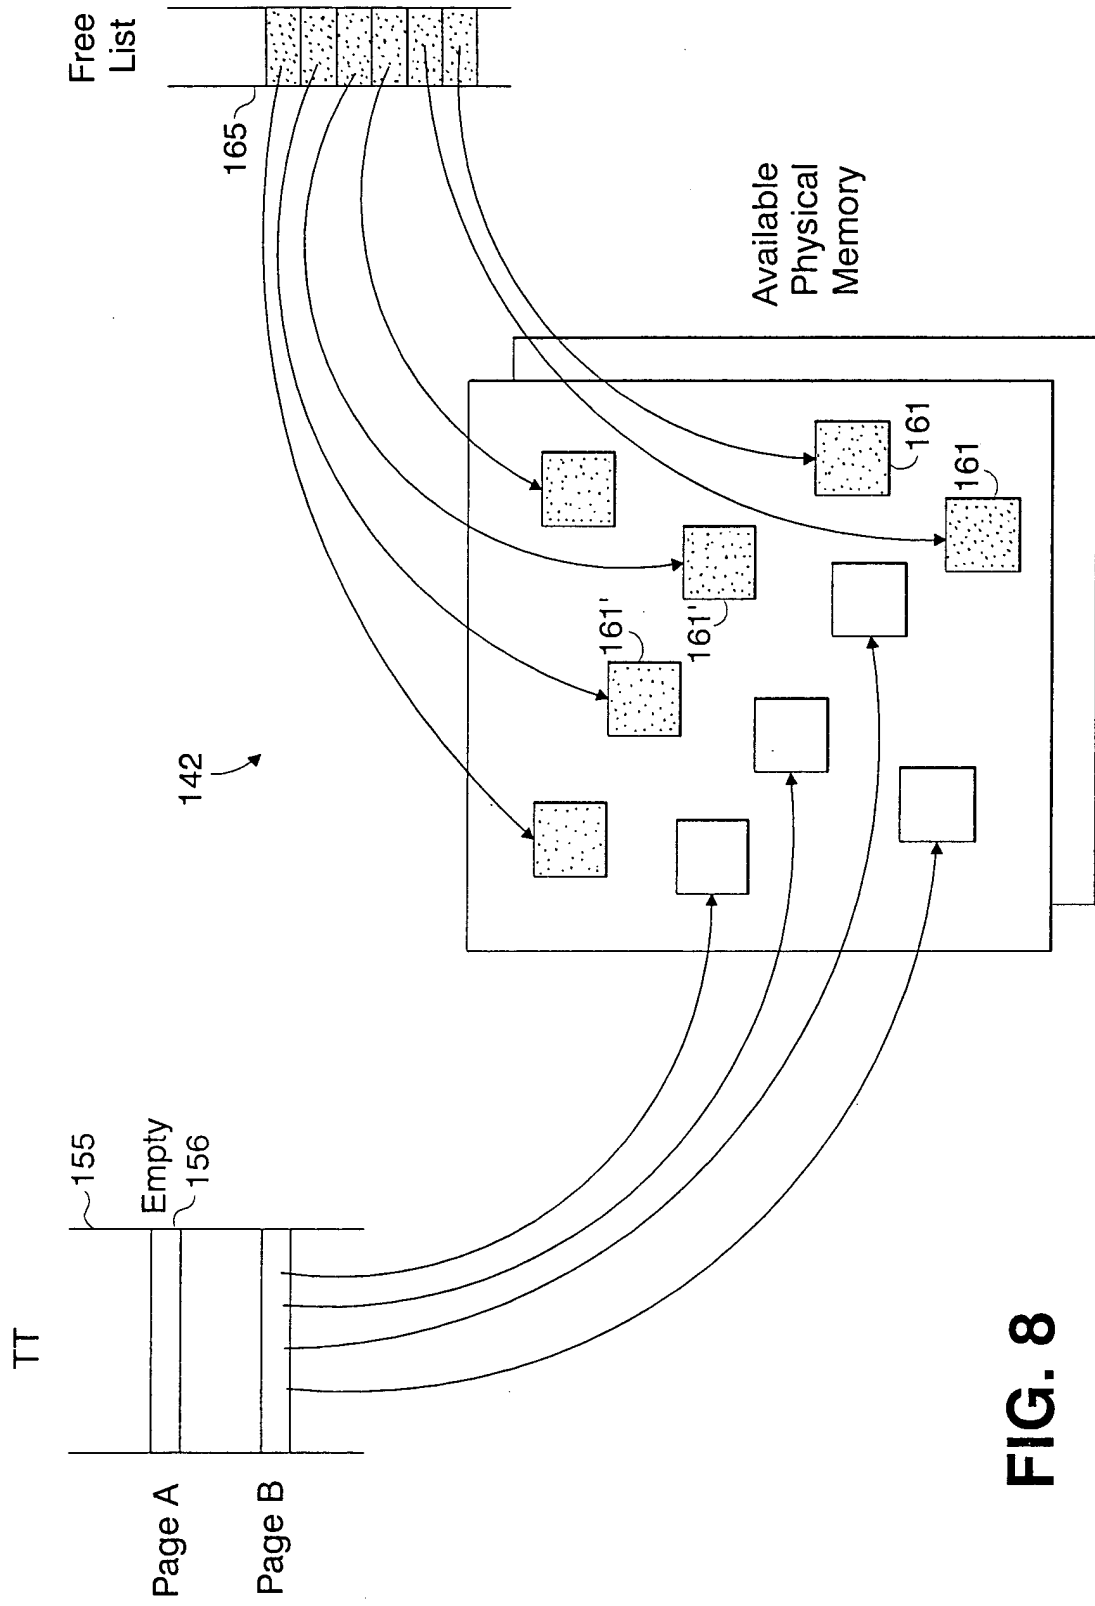 TT
155
Empty
156
Page A
Page B
142
Free
List
165
Available
Physical
Memory
161'
161'
161
161
FIG. 8